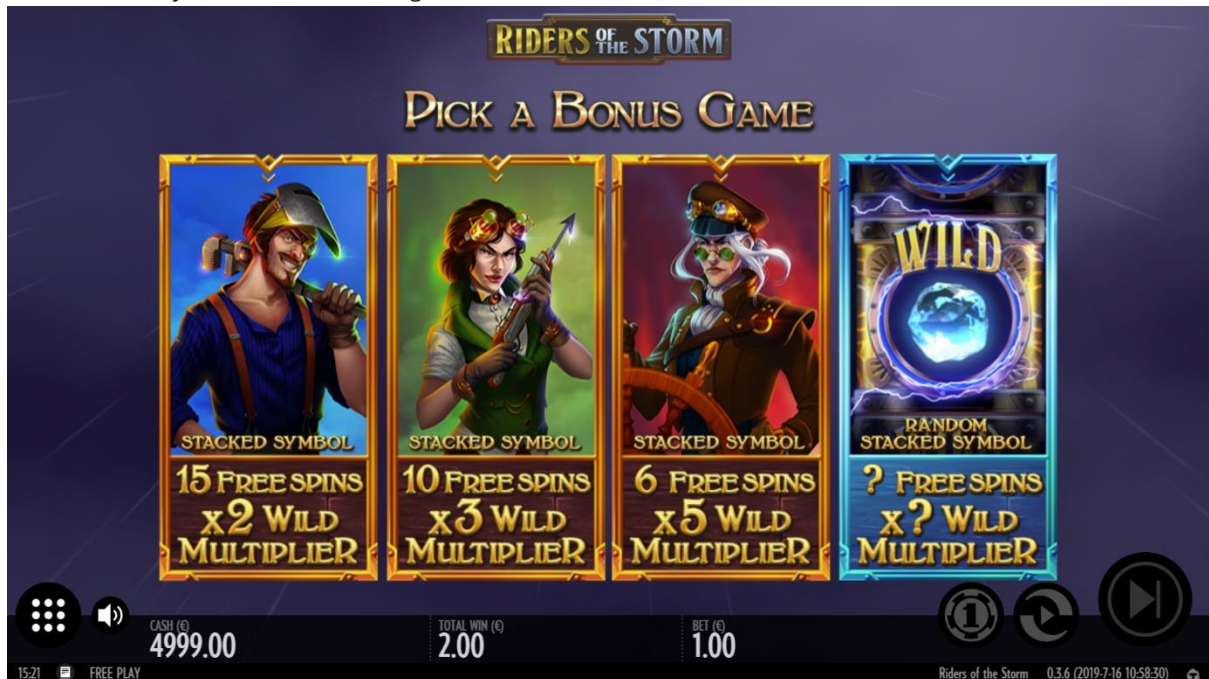 RIDERS OF THE STORM
PICK A BONUS GAME
WILD
STACKED SYMBOL
15 FREE SPINS
X2 WILD
MULTIPLIER
STACKED SYMBOL
10 FREE SPINS
X3 WILD
MULTIPLIER
STACKED SYMBOL
6 FREE SPINS
X5 WILD
MULTIPLIER
RANDOM
STACKED SYMBOL
? FREE SPINS
X? WILD
MULTIPLIER
CASH (€)
4999.00
TOTAL WIN (€)
2.00
BET (€)
1.00
1
15:21 FREE PLAY
Riders of the Storm 0.3.6 (2019-7-16 10:58:30)